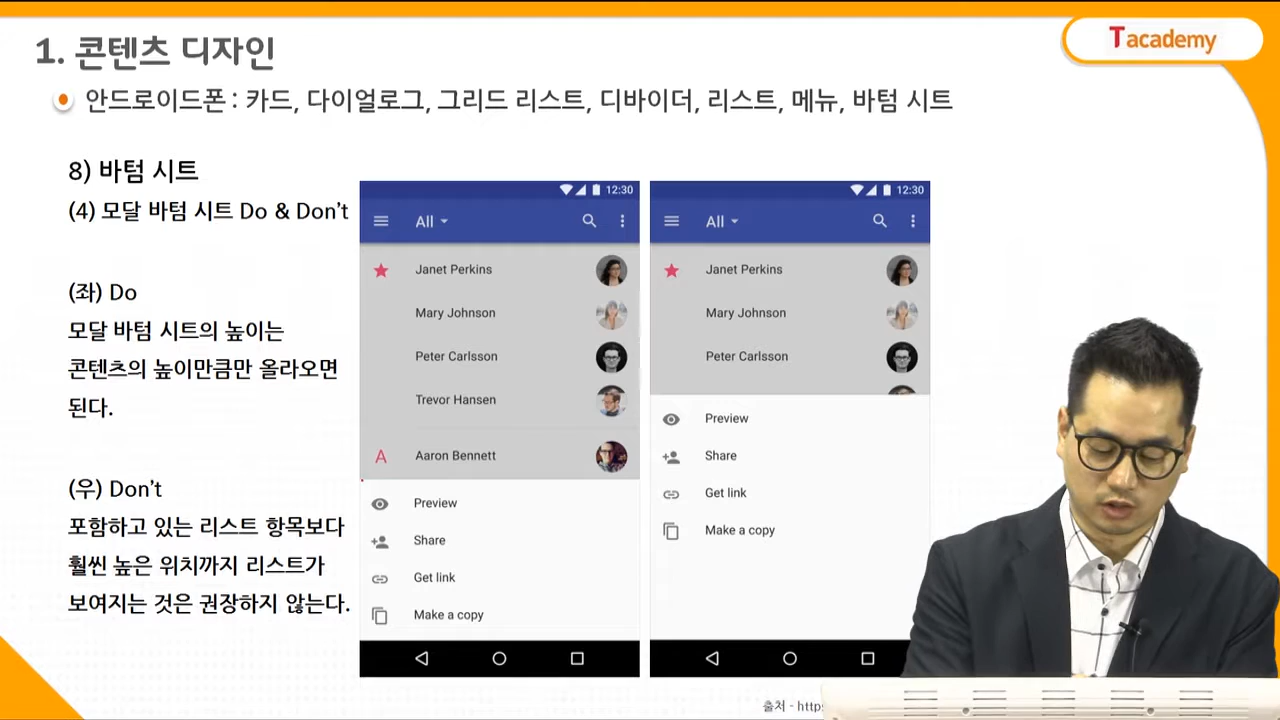 1. 콘텐츠 디자인
Tacademy
안드로이드폰 : 카드, 다이얼로그, 그리드 리스트, 디바이더, 리스트, 메뉴, 바텀 시트
8) 바텀 시트
(4) 모달 바텀 시트 Do & Don't
(좌) Do
모달 바텀 시트의 높이는
콘텐츠의 높이만큼만 올라오면
된다.
(우) Don't
포함하고 있는 리스트 항목보다
훨씬 높은 위치까지 리스트가
보여지는 것은 권장하지 않는다.
12:30
All
Janet Perkins
Mary Johnson
Peter Carlsson
Trevor Hansen
A Aaron Bennett
Preview
Share
Get link
Make a copy
12:30
All
Janet Perkins
Mary Johnson
Peter Carlsson
Preview
Share
Get link
Make a copy
출처 - https